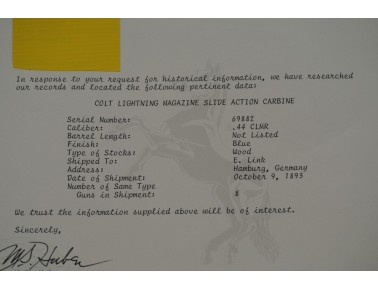 In response to your request for historical information, we have researched
our records and located the following pertinent data:
COLT LIGHTNING MAGAZINE SLIDE ACTION CARBINE
Serial Number: 69882
Caliber: .44 CLMR
Barrel Length: Not Listed
Finish: Blue
Type of Stocks: Wood
Shipped To: E. Link
Address: Hamburg, Germany
Date of Shipment: October 9, 1893
Number of Same Type
Guns in Shipment: 8
We trust the information supplied above will be of interest.
Sincerely,